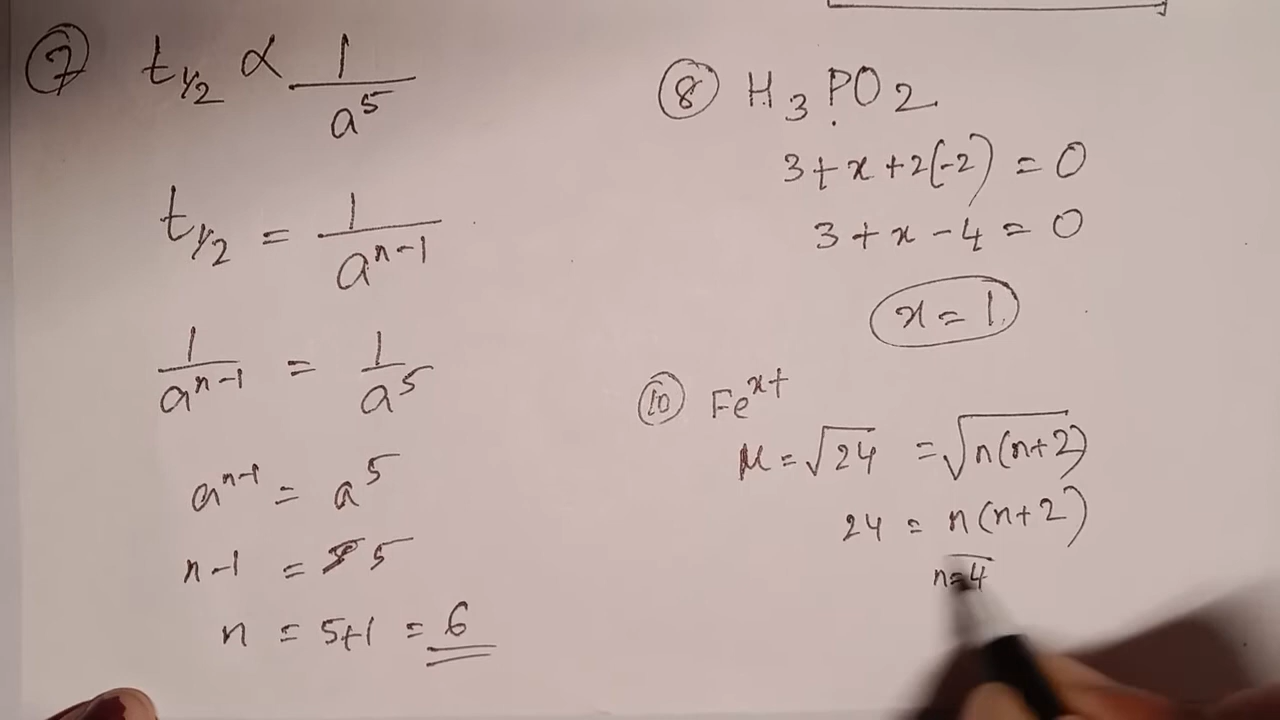 ⑦ t½ ∝ 1/a^5
t½ = 1/a^(n-1)
1/a^(n-1) = 1/a^5
a^(n-1) = a^5
n-1 = 5
n = 5+1 = 6
⑧ H3PO2
3+x+2(-2) = 0
3+x-4 = 0
x = 1
⑩ Fe^x+
μ = √24 = √n(n+2)
24 = n(n+2)
n=4